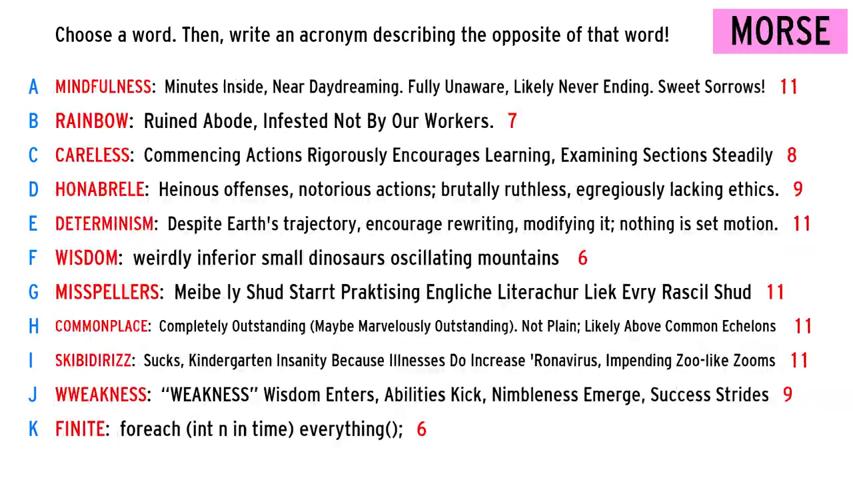 Choose a word. Then, write an acronym describing the opposite of that word!
MORSE
A MINDFULNESS: Minutes Inside, Near Daydreaming. Fully Unaware, Likely Never Ending. Sweet Sorrows! 11
B RAINBOW: Ruined Abode, Infested Not By Our Workers. 7
C CARELESS: Commencing Actions Rigorously Encourages Learning, Examining Sections Steadily 8
D HONABRELE: Heinous offenses, notorious actions; brutally ruthless, egregiously lacking ethics. 9
E DETERMINISM: Despite Earth's trajectory, encourage rewriting, modifying it; nothing is set motion. 11
F WISDOM: weirdly inferior small dinosaurs oscillating mountains 6
G MISSPELLERS: Meibe Iy Shud Starrt Praktising Engliche Literachur Liek Evry Rascil Shud 11
H COMMONPLACE: Completely Outstanding (Maybe Marvelously Outstanding). Not Plain; Likely Above Common Echelons 11
I SKIBIDIRIZZ: Sucks, Kindergarten Insanity Because Illnesses Do Increase 'Ronavirus, Impending Zoo-like Zooms 11
J WWEAKNESS: “WEAKNESS” Wisdom Enters, Abilities Kick, Nimbleness Emerge, Success Strides 9
K FINITE: foreach (int n in time) everything(); 6